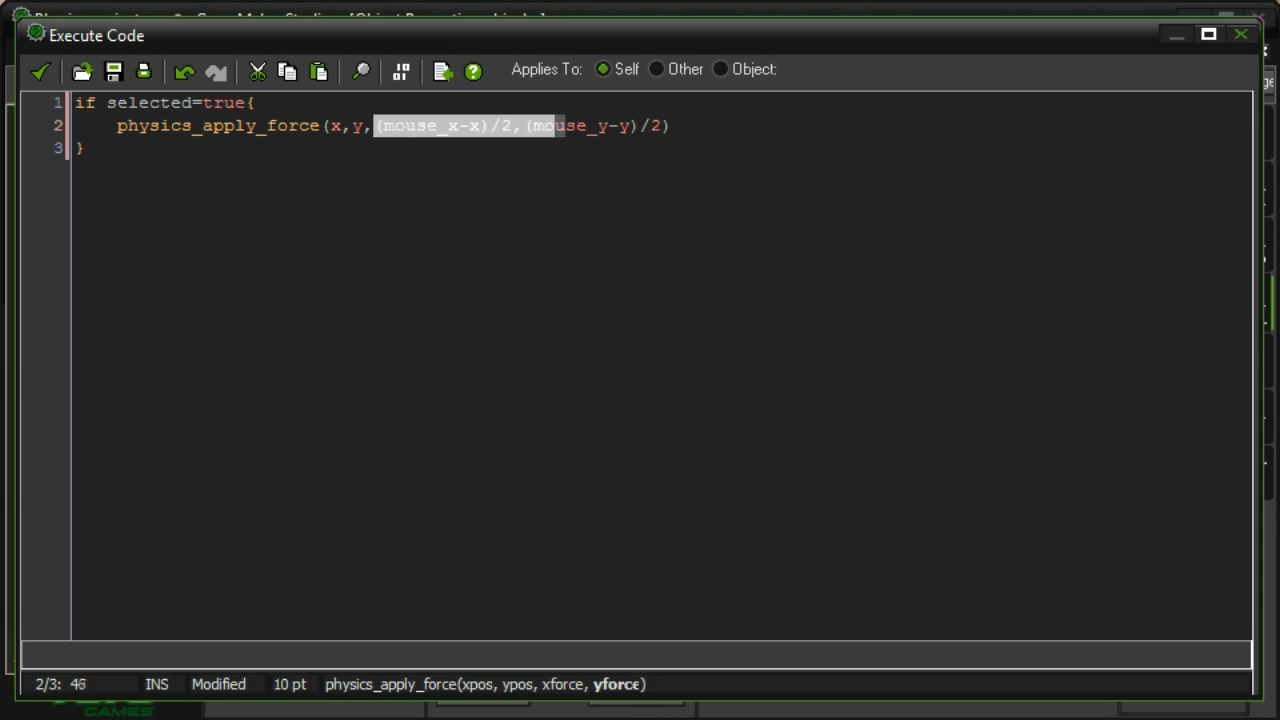 Execute Code
Applies To: Self Other Object:
1 if selected=true{
2 physics_apply_force(x,y,(mouse_x-x)/2,(mouse_y-y)/2)
3 }
2/3: 46 INS Modified 10 pt physics_apply_force(xpos, ypos, xforce, yforce)
GAMES